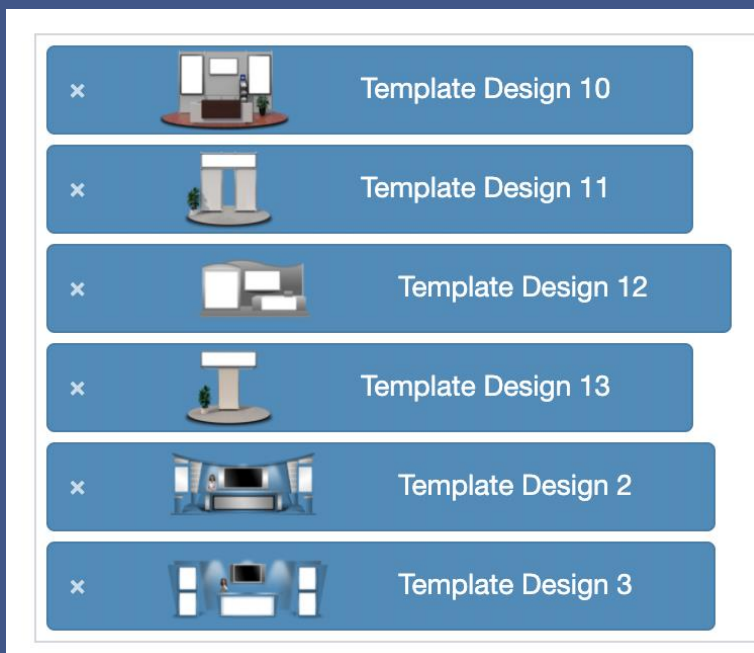 × Template Design 10
× Template Design 11
× Template Design 12
× Template Design 13
× Template Design 2
× Template Design 3